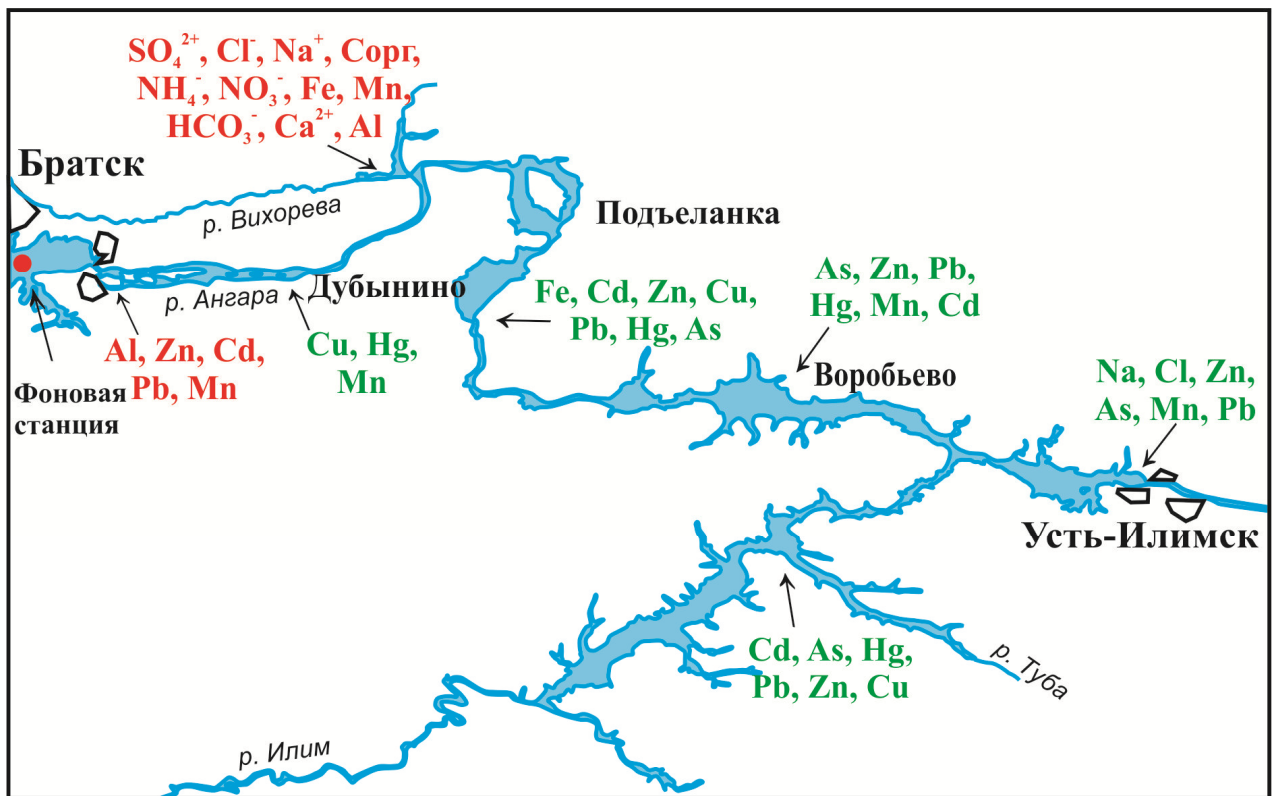 SO₄²⁺, Cl⁻, Na⁺, Сорг,
NH₄⁻, NO₃⁻, Fe, Mn,
HCO₃⁻, Ca²⁺, Al
Братск
р. Вихорева
Подъеланка
р. Ангара
Дубынино
Al, Zn, Cd,
Pb, Mn
Фоновая
станция
Cu, Hg,
Mn
Fe, Cd, Zn, Cu,
Pb, Hg, As
As, Zn, Pb,
Hg, Mn, Cd
Воробьево
Na, Cl, Zn,
As, Mn, Pb
Усть-Илимск
Cd, As, Hg,
Pb, Zn, Cu
р. Туба
р. Илим